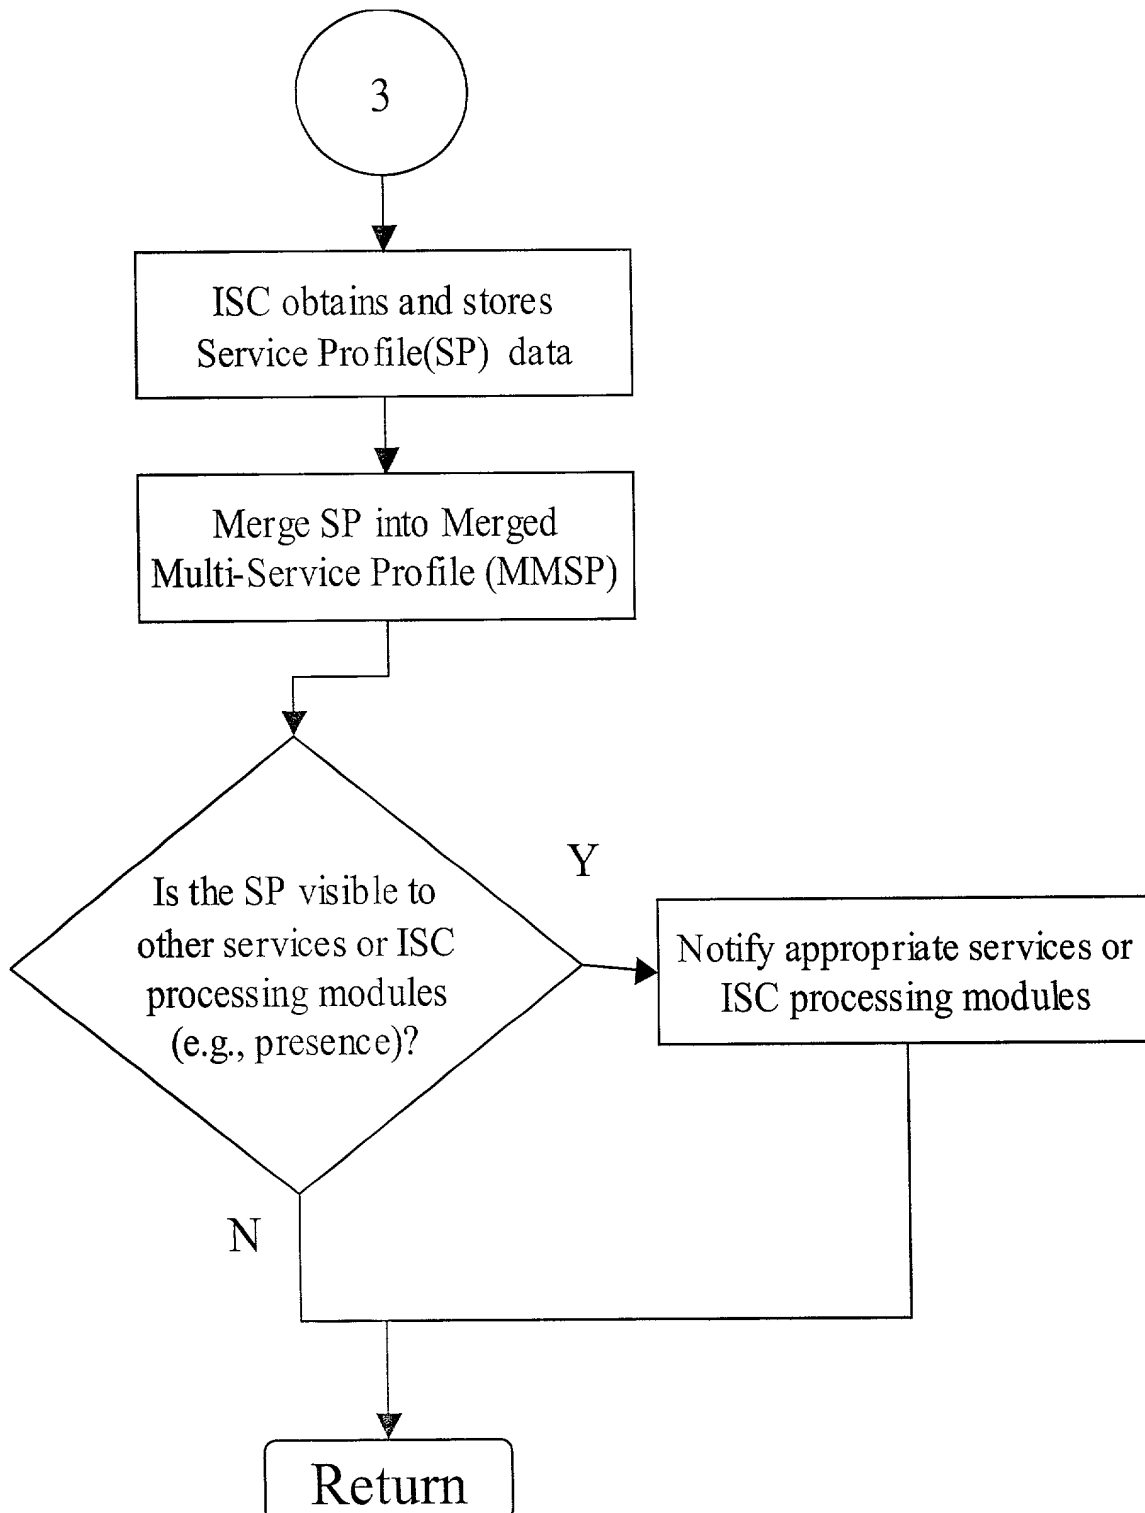 3
ISC obtains and stores
Service Profile(SP) data
Merge SP into Merged
Multi-Service Profile (MMSP)
Is the SP visible to
other services or ISC
processing modules
(e.g., presence)?
Y
Notify appropriate services or
ISC processing modules
N
Return